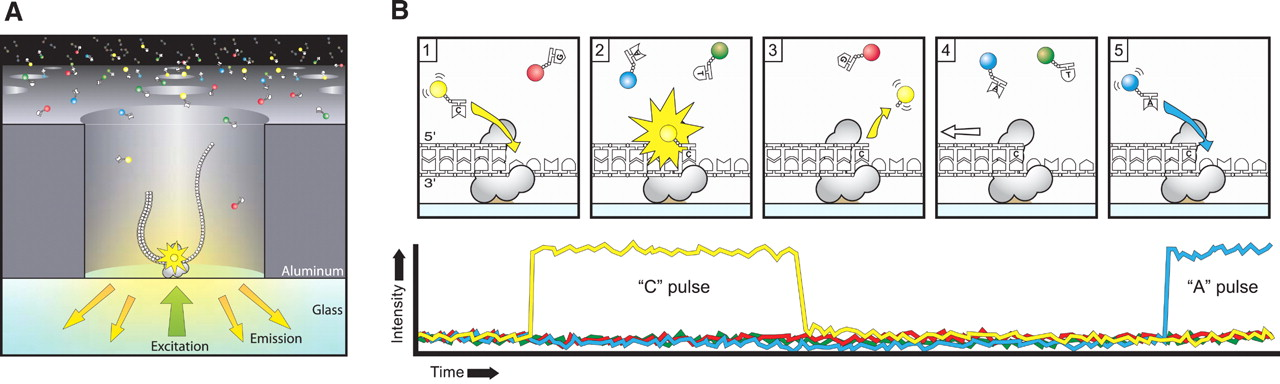 A
Aluminum
Glass
Emission
Excitation
B
1
G
C
5'
3'
2
A
T
C
3
G
C
4
A
T
C
5
A
C
Intensity
"C" pulse
"A" pulse
Time